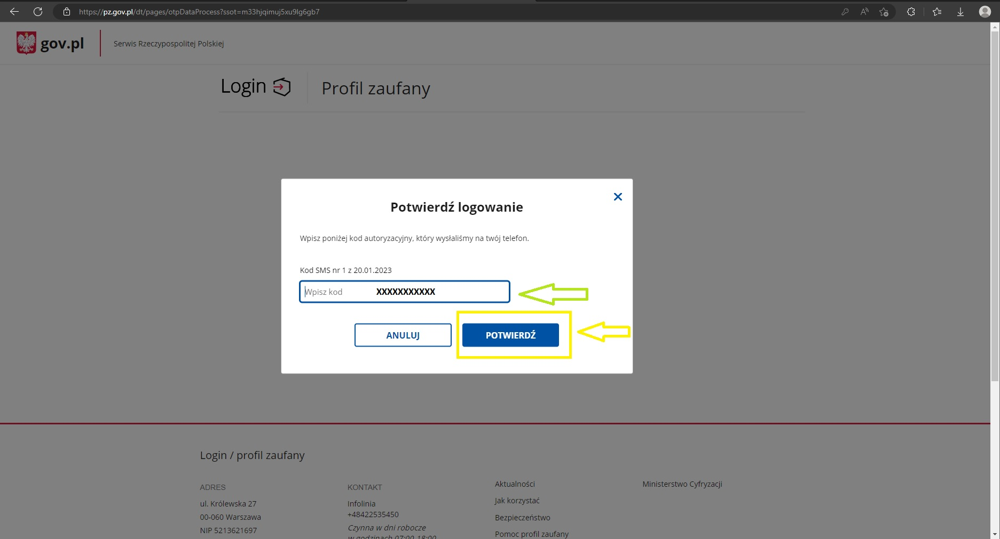 https://pz.gov.pl/dt/pages/otpDataProcess?ssot=m33hjqimuj5xu9lg6gb7
gov.pl
Serwis Rzeczypospolitej Polskiej
Login
Profil zaufany
Potwierdź logowanie
Wpisz poniżej kod autoryzacyjny, który wysłaliśmy na twój telefon.
Kod SMS nr 1 z 20.01.2023
Wpisz kod XXXXXXXXXXX
ANULUJ
POTWIERDŹ
Login / profil zaufany
ADRES
ul. Królewska 27
00-060 Warszawa
NIP 5213621697
KONTAKT
Infolinia
+48422535450
Czynna w dni robocze
w godzinach 07:00-18:00
Aktualności
Jak korzystać
Bezpieczeństwo
Pomoc profil zaufany
Ministerstwo Cyfryzacji